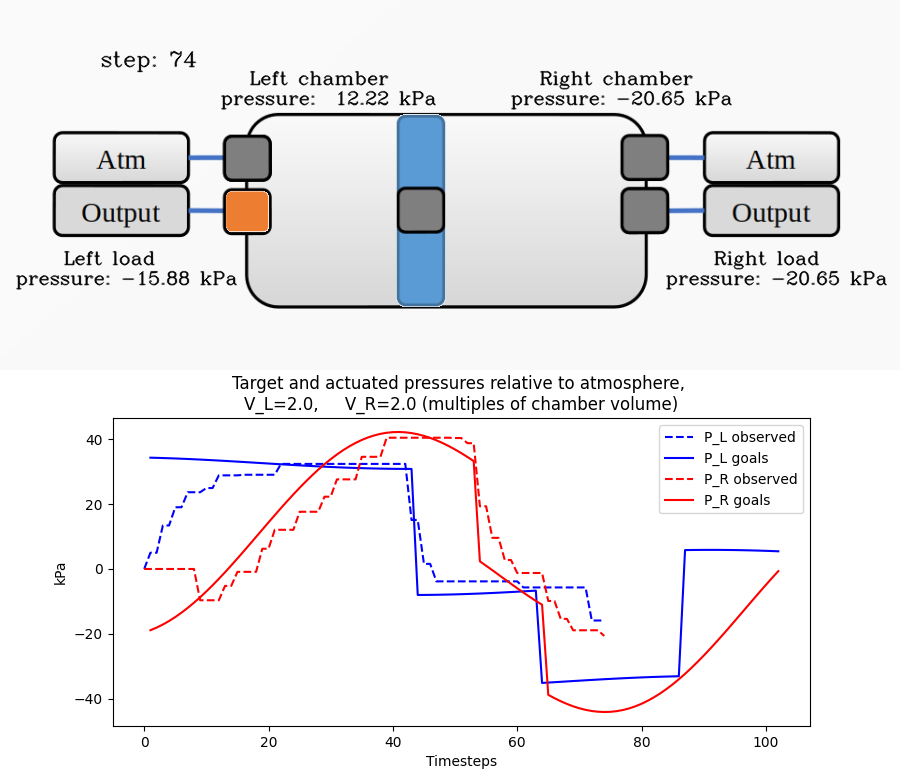 step: 74
Left chamber
pressure:  12.22 kPa
Right chamber
pressure: −20.65 kPa
Atm
Output
Atm
Output
Left load
pressure: −15.88 kPa
Right load
pressure: −20.65 kPa
Target and actuated pressures relative to atmosphere,
V_L=2.0,     V_R=2.0 (multiples of chamber volume)
P_L observed
P_L goals
P_R observed
P_R goals
kPa
40
20
0
−20
−40
0 20 40 60 80 100
Timesteps